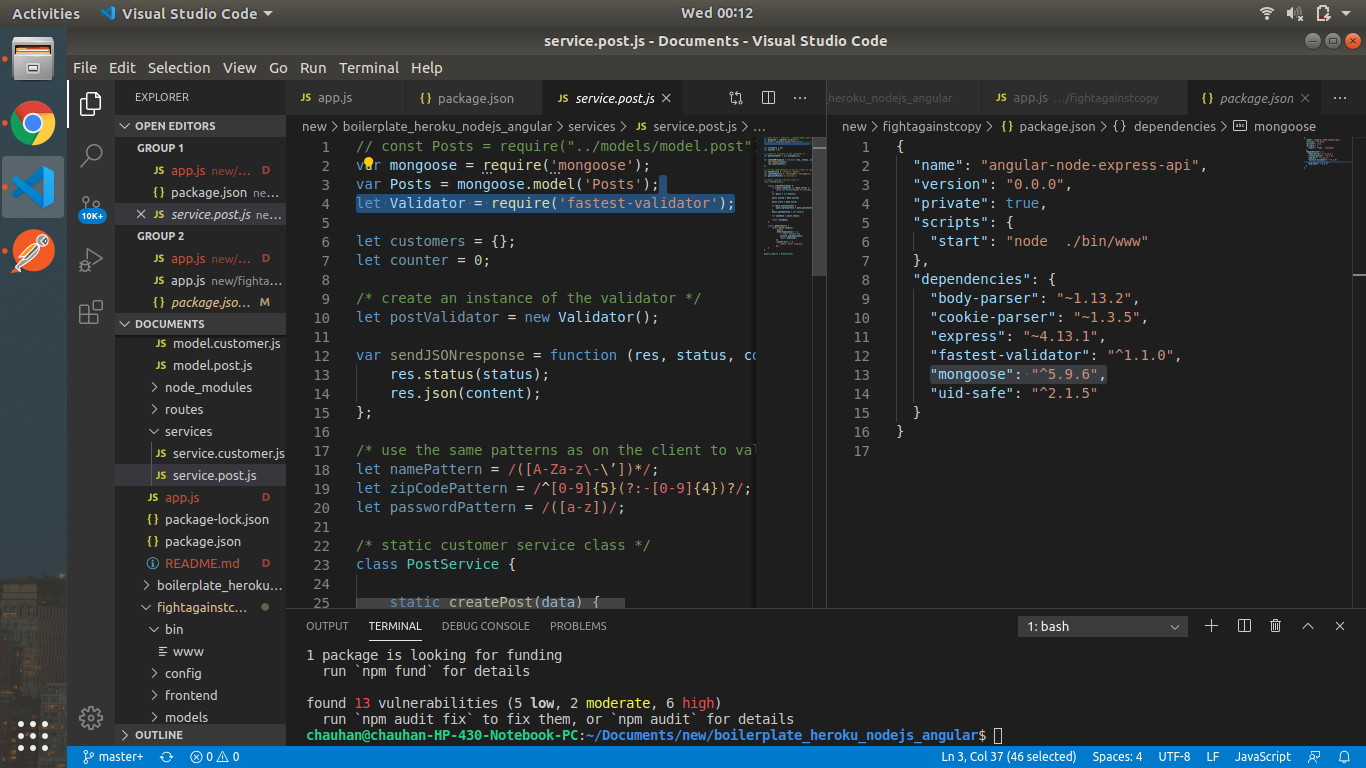 Activities
Visual Studio Code
Wed 00:12
service.post.js - Documents - Visual Studio Code
File Edit Selection View Go Run Terminal Help
EXPLORER
OPEN EDITORS
GROUP 1
JS app.js new/... D
{ } package.json ne...
JS service.post.js ne...
GROUP 2
JS app.js new/... D
JS app.js new/fighta...
{ } package.jso... M
DOCUMENTS
JS model.customer.js
JS model.post.js
node_modules
routes
services
JS service.customer.js
JS service.post.js
JS app.js D
{ } package-lock.json
{ } package.json
README.md D
boilerplate_heroku...
fightagainstc...
bin
www
config
frontend
models
OUTLINE
10K+
JS app.js
{ } package.json
JS service.post.js
new > boilerplate_heroku_nodejs_angular > services > JS service.post.js > ...
1 // const Posts = require("../models/model.post"
2 var mongoose = require('mongoose');
3 var Posts = mongoose.model('Posts');
4 let Validator = require('fastest-validator');
5
6 let customers = {};
7 let counter = 0;
8
9 /* create an instance of the validator */
10 let postValidator = new Validator();
11
12 var sendJSONresponse = function (res, status, co
13 res.status(status);
14 res.json(content);
15 };
16
17 /* use the same patterns as on the client to val
18 let namePattern = /([A-Za-z\-\’])*/;
19 let zipCodePattern = /^[0-9]{5}(?:-[0-9]{4})?/;
20 let passwordPattern = /([a-z])/;
21
22 /* static customer service class */
23 class PostService {
24
25 static createPost(data) {
_heroku_nodejs_angular
JS app.js .../fightagainstcopy
{ } package.json
new > fightagainstcopy > { } package.json > { } dependencies > abc mongoose
1 {
2 "name": "angular-node-express-api",
3 "version": "0.0.0",
4 "private": true,
5 "scripts": {
6 "start": "node  ./bin/www"
7 },
8 "dependencies": {
9 "body-parser": "~1.13.2",
10 "cookie-parser": "~1.3.5",
11 "express": "~4.13.1",
12 "fastest-validator": "^1.1.0",
13 "mongoose": "^5.9.6",
14 "uid-safe": "^2.1.5"
15 }
16 }
17
OUTPUT TERMINAL DEBUG CONSOLE PROBLEMS
1: bash
1 package is looking for funding
run `npm fund` for details
found 13 vulnerabilities (5 low, 2 moderate, 6 high)
run `npm audit fix` to fix them, or `npm audit` for details
chauhan@chauhan-HP-430-Notebook-PC:~/Documents/new/boilerplate_heroku_nodejs_angular$
master+
0 0
Ln 3, Col 37 (46 selected)
Spaces: 4
UTF-8
LF
JavaScript